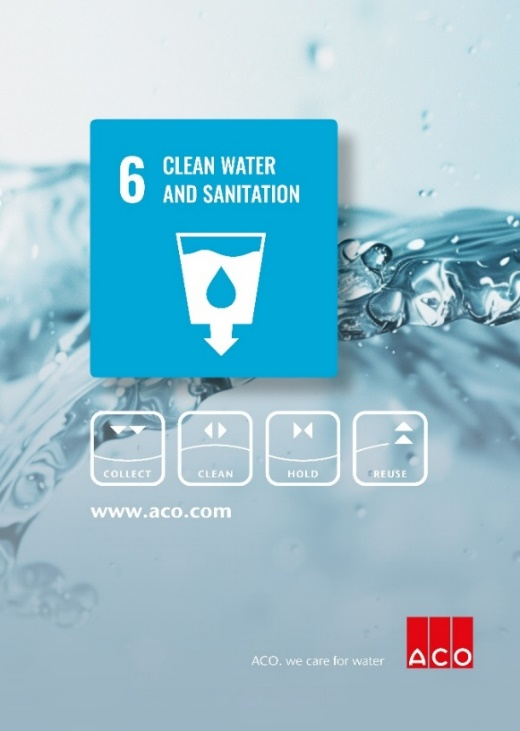 6 CLEAN WATER
AND SANITATION
COLLECT CLEAN HOLD REUSE
www.aco.com
ACO. we care for water
ACO